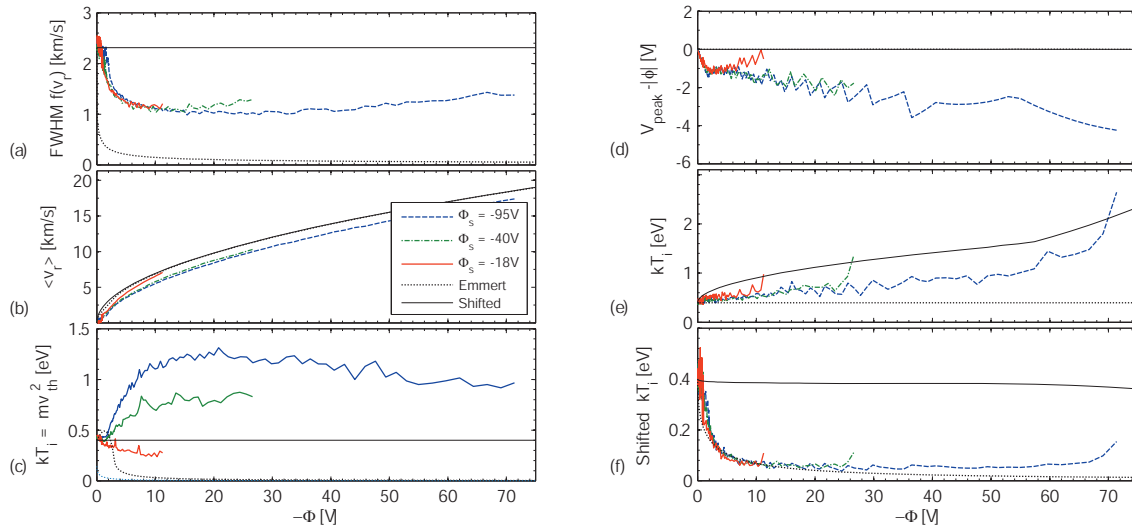 3
2
1
0
FWHM f(v_r) [km/s]
(a)
20
15
10
5
<v_r> [km/s]
(b)
Φ_s = -95V
Φ_s = -40V
Φ_s = -18V
Emmert
Shifted
1.5
1
0.5
0
kT_i = mv_th^2 [eV]
(c)
0 10 20 30 40 50 60 70
−Φ [V]
2
0
-2
-4
-6
V_peak -|ϕ| [V]
(d)
2
1
0
kT_i [eV]
(e)
0.4
0.2
0
Shifted kT_i [eV]
(f)
0 10 20 30 40 50 60 70
−Φ [V]